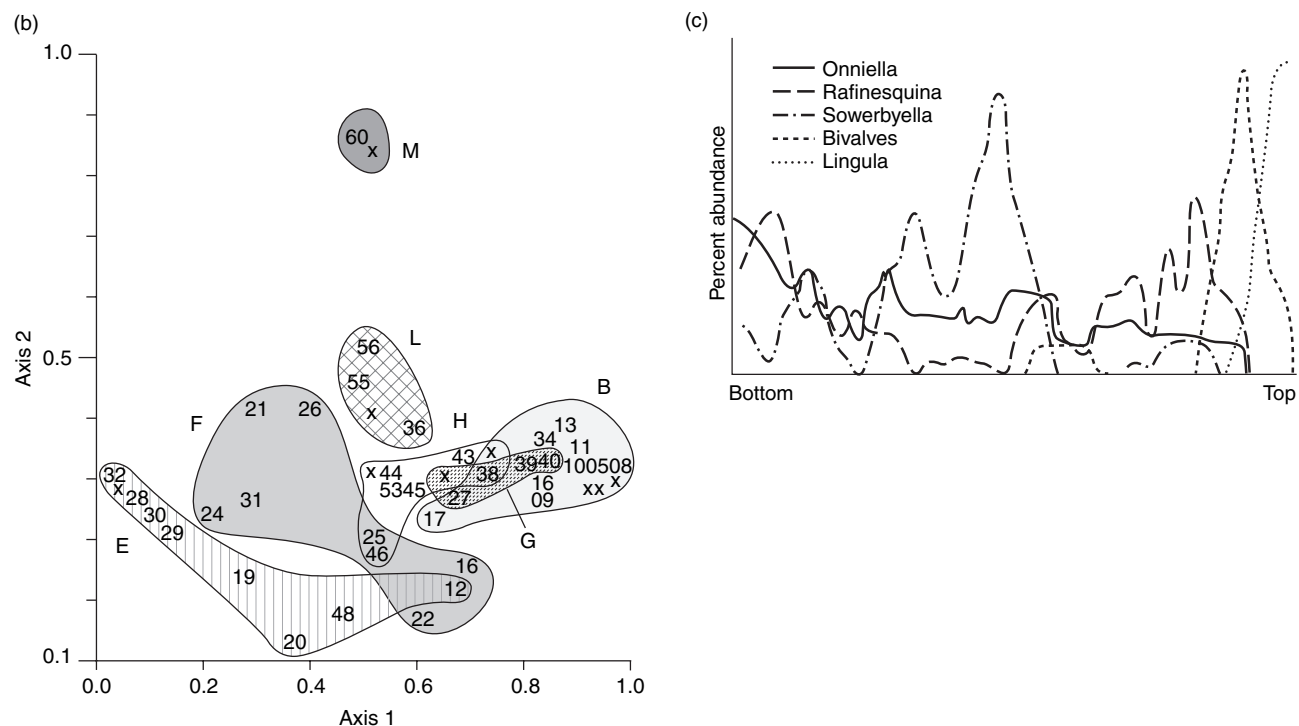 (b)
1.0
0.5
0.1
Axis 2
0.0 0.2 0.4 0.6 0.8 1.0
Axis 1
60
x
M
56
55
x
36
L
F
21 26
31
24
32
x
28
30
29
E
19
48
20
12
16
22
25
46
H
43 x
x 44
5345
x 38
27
39 40
G
B
13
34
11
100508
16
09
xx x
17
(c)
Onniella
Rafinesquina
Sowerbyella
Bivalves
Lingula
Percent abundance
Bottom Top